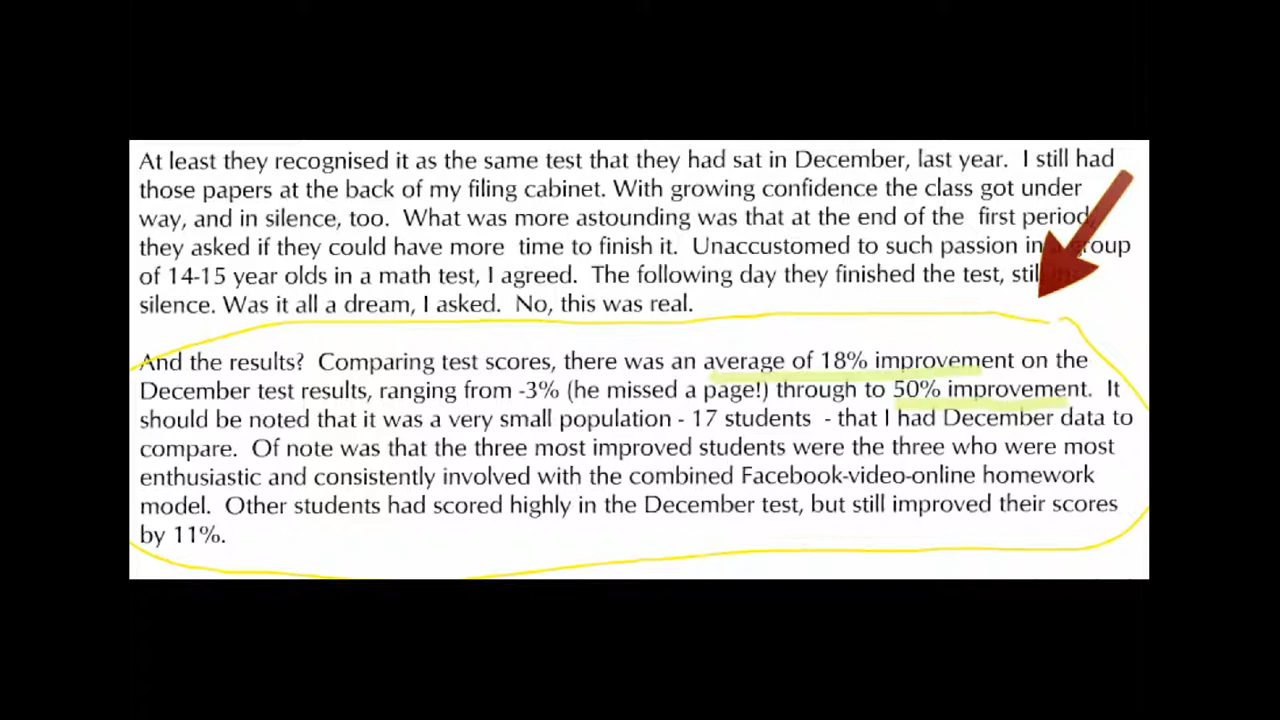 At least they recognised it as the same test that they had sat in December, last year. I still had
those papers at the back of my filing cabinet. With growing confidence the class got under
way, and in silence, too. What was more astounding was that at the end of the first period,
they asked if they could have more time to finish it. Unaccustomed to such passion in a group
of 14-15 year olds in a math test, I agreed. The following day they finished the test, still
silence. Was it all a dream, I asked. No, this was real.
And the results? Comparing test scores, there was an average of 18% improvement on the
December test results, ranging from -3% (he missed a page!) through to 50% improvement. It
should be noted that it was a very small population - 17 students - that I had December data to
compare. Of note was that the three most improved students were the three who were most
enthusiastic and consistently involved with the combined Facebook-video-online homework
model. Other students had scored highly in the December test, but still improved their scores
by 11%.